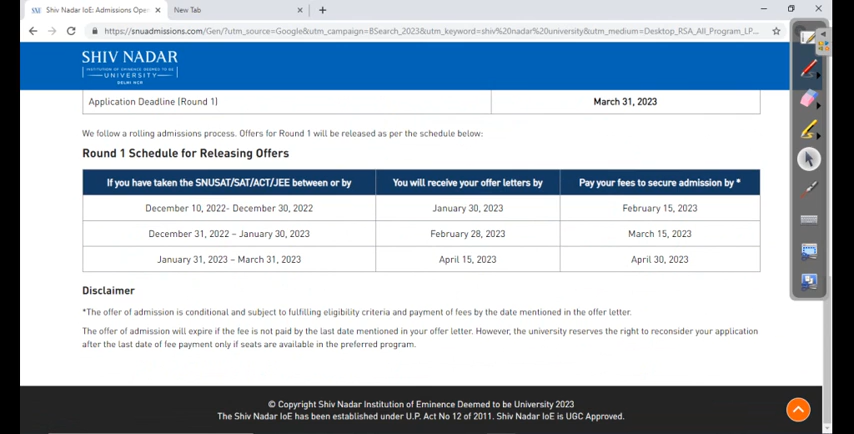 Shiv Nadar IoE: Admissions Ope
New Tab
https://snuadmissions.com/Gen/?utm_source=Google&utm_campaign=BSearch_2023&utm_keyword=shiv%20nadar%20university&utm_medium=Desktop_RSA_All_Program_LP...
SHIV NADAR
INSTITUTION OF EMINENCE DEEMED TO BE
UNIVERSITY
DELHI NCR
Application Deadline (Round 1) March 31, 2023
We follow a rolling admissions process. Offers for Round 1 will be released as per the schedule below:
Round 1 Schedule for Releasing Offers
If you have taken the SNUSAT/SAT/ACT/JEE between or by You will receive your offer letters by Pay your fees to secure admission by *
December 10, 2022- December 30, 2022 January 30, 2023 February 15, 2023
December 31, 2022 – January 30, 2023 February 28, 2023 March 15, 2023
January 31, 2023 – March 31, 2023 April 15, 2023 April 30, 2023
Disclaimer
*The offer of admission is conditional and subject to fulfilling eligibility criteria and payment of fees by the date mentioned in the offer letter.
The offer of admission will expire if the fee is not paid by the last date mentioned in your offer letter. However, the university reserves the right to reconsider your application
after the last date of fee payment only if seats are available in the preferred program.
© Copyright Shiv Nadar Institution of Eminence Deemed to be University 2023
The Shiv Nadar IoE has been established under U.P. Act No 12 of 2011. Shiv Nadar IoE is UGC Approved.